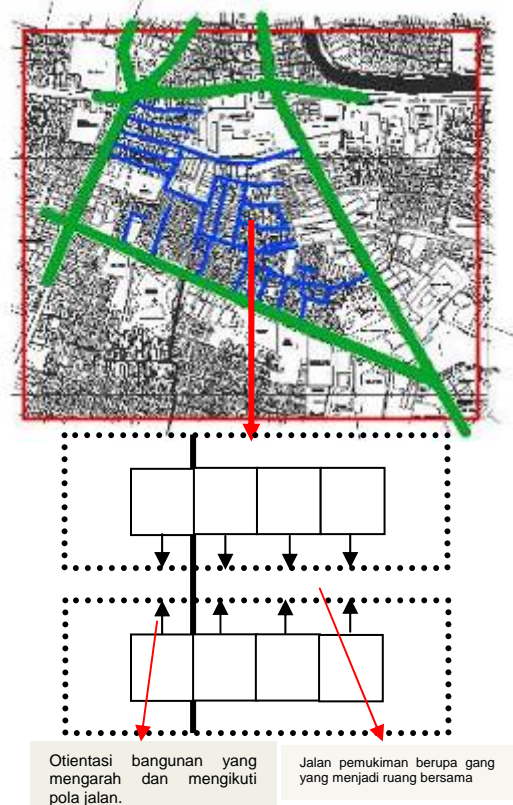 Otientasi bangunan yang
mengarah dan mengikuti
pola jalan.
Jalan pemukiman berupa gang
yang menjadi ruang bersama